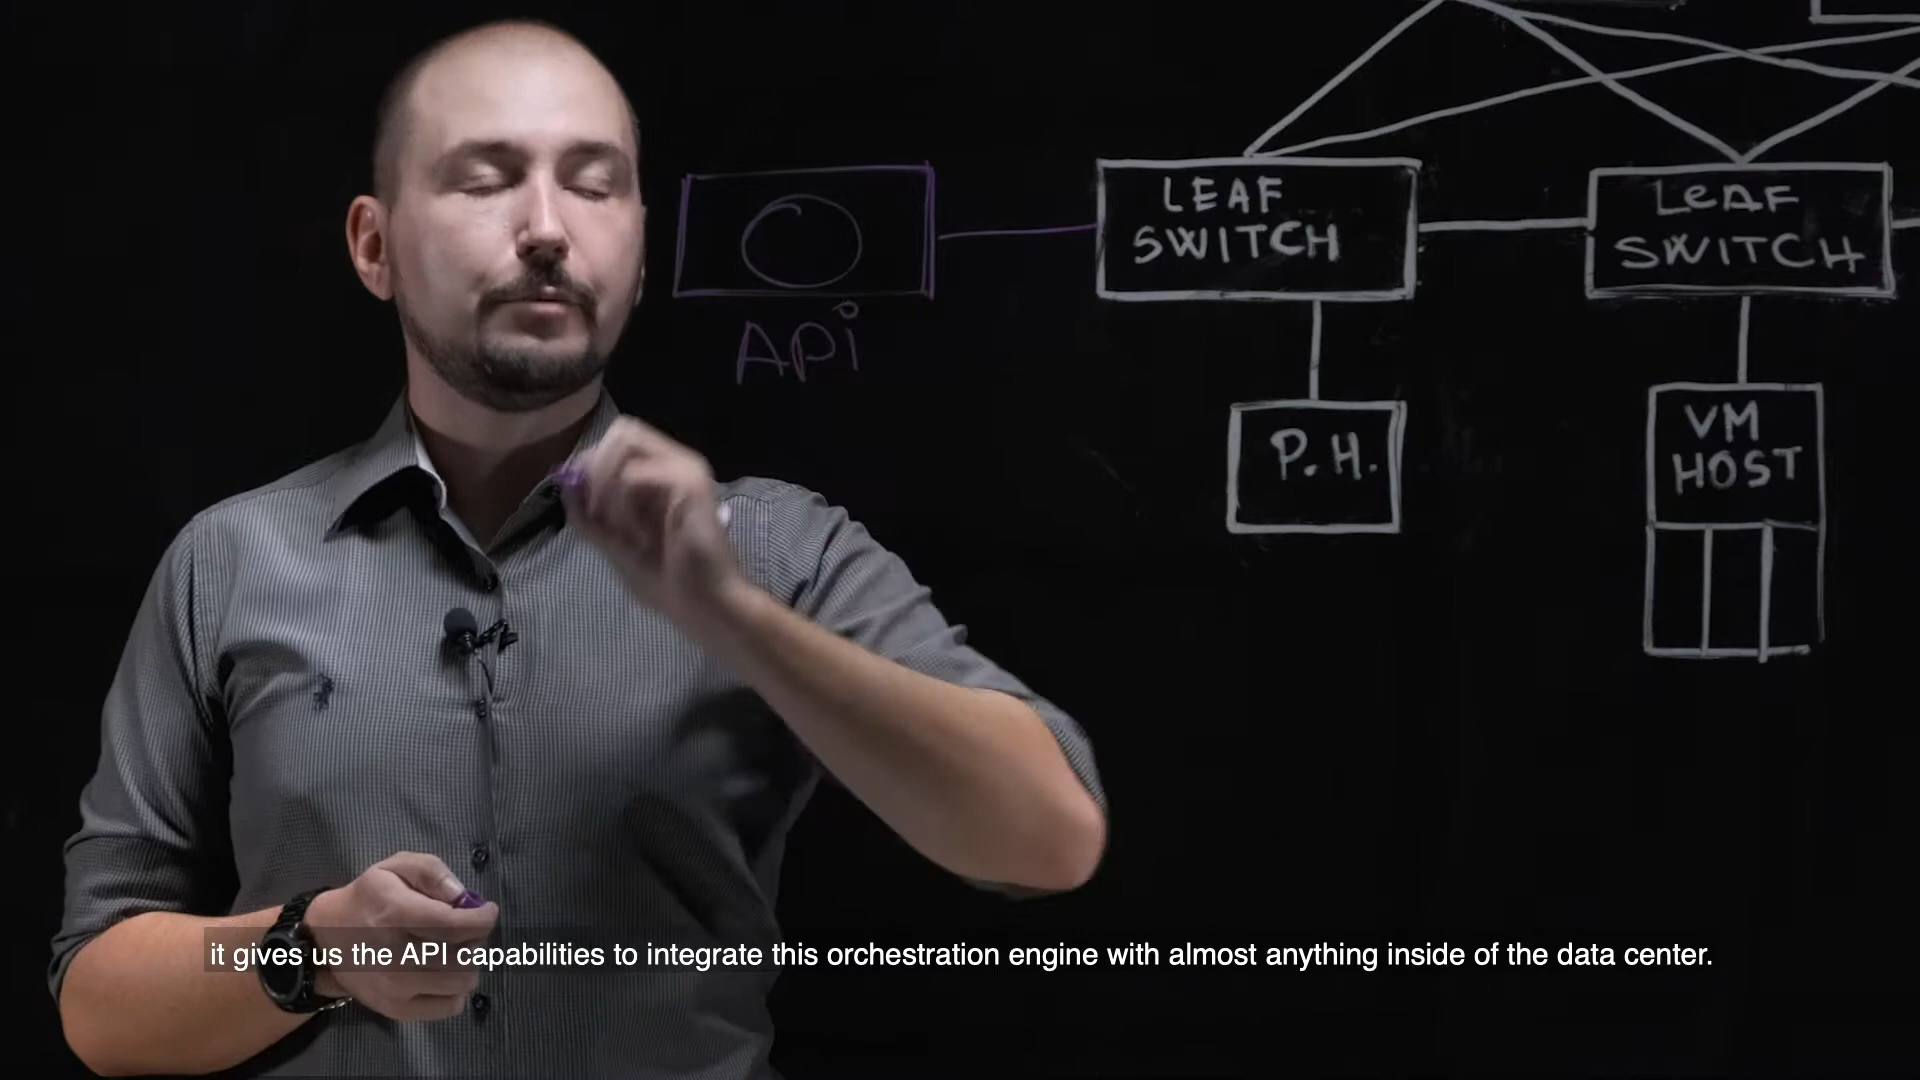 LEAF
SWITCH
LEAF
SWITCH
APi
P.H.
VM
HOST
it gives us the API capabilities to integrate this orchestration engine with almost anything inside of the data center.